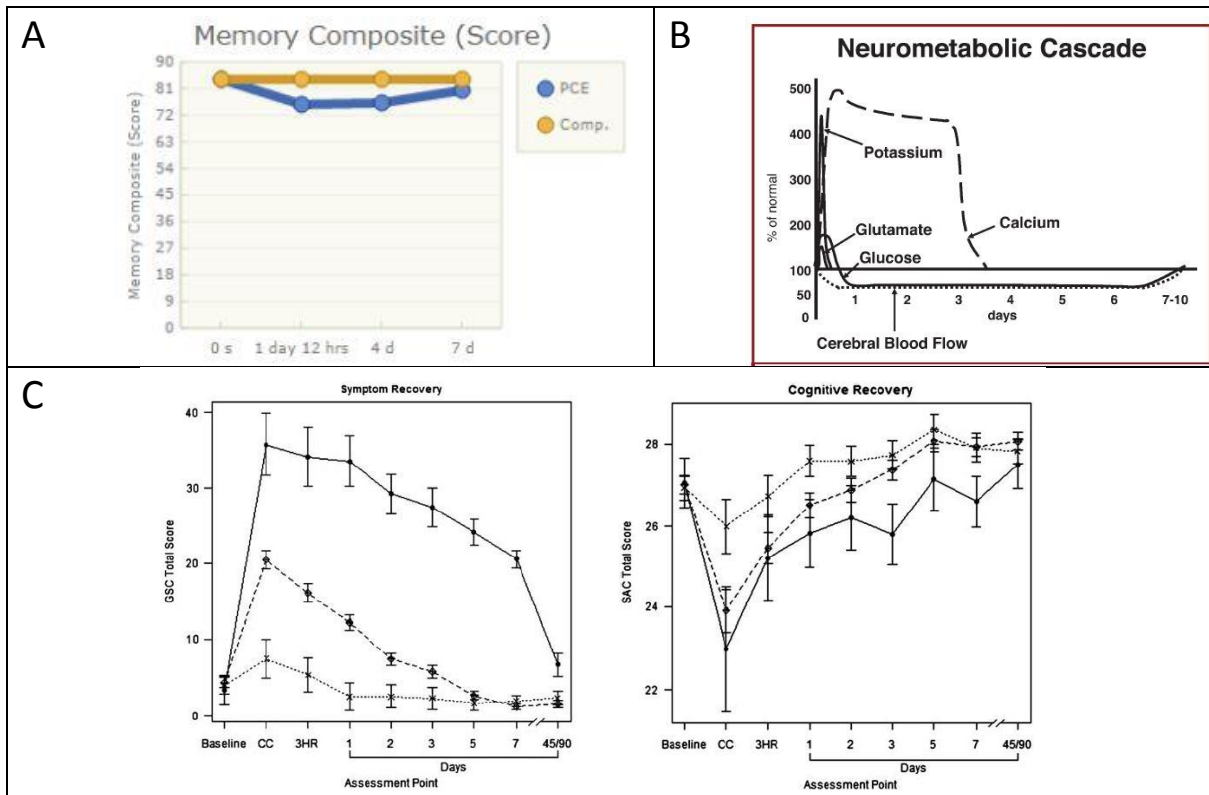 A
Memory Composite (Score)
Memory Composite (Score)
90
81
72
63
54
45
36
27
18
9
0
0 s
1 day 12 hrs
4 d
7 d
PCE
Comp.
B
Neurometabolic Cascade
% of normal
500
400
300
200
100
50
0
Potassium
Glutamate
Glucose
Calcium
1
2
3
4
5
6
7-10
days
Cerebral Blood Flow
C
Symptom Recovery
GSC Total Score
40
30
20
10
0
Baseline
CC
3HR
1
2
3
5
7
45/90
Days
Assessment Point
Cognitive Recovery
SAC Total Score
28
26
24
22
Baseline
CC
3HR
1
2
3
5
7
45/90
Days
Assessment Point